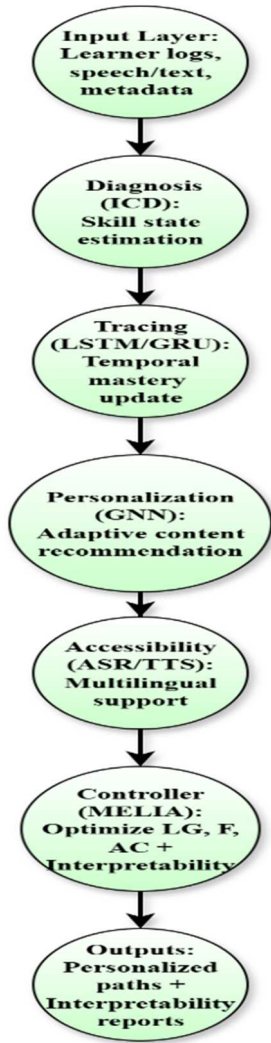 Input Layer:
Learner logs,
speech/text,
metadata
Diagnosis
(ICD):
Skill state
estimation
Tracing
(LSTM/GRU):
Temporal
mastery
update
Personalization
(GNN):
Adaptive content
recommendation
Accessibility
(ASR/TTS):
Multilingual
support
Controller
(MELIA):
Optimize LG, F,
AC +
Interpretability
Outputs:
Personalized
paths +
Interpretability
reports